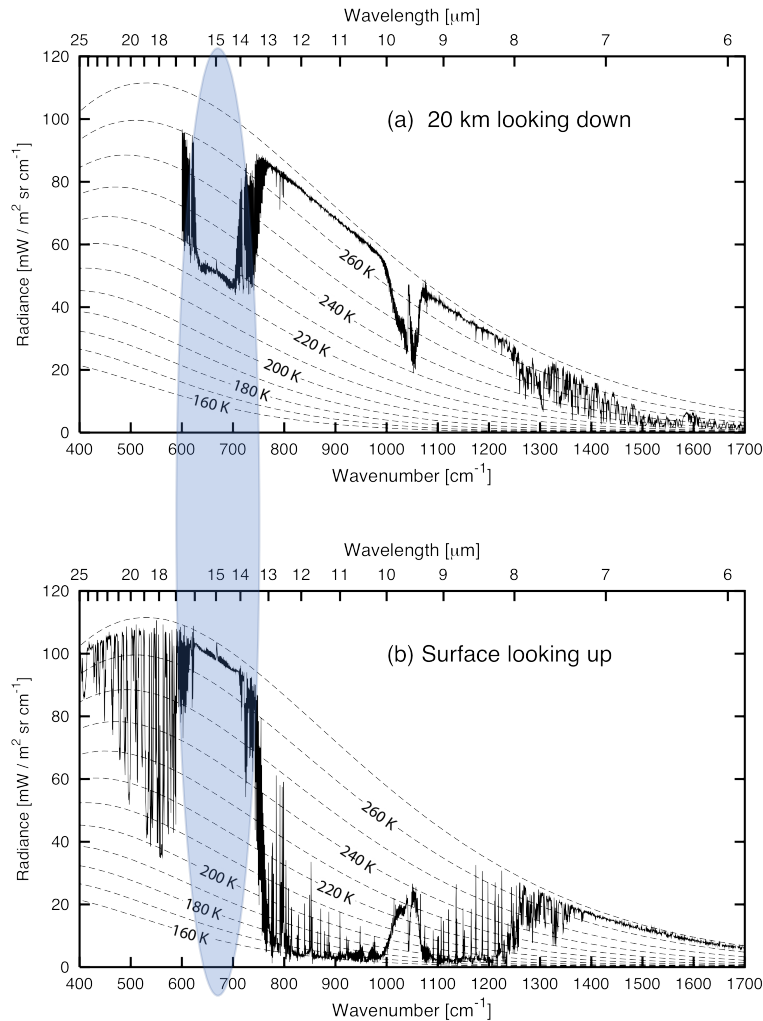 Wavelength [μm]
25 20 18 15 14 13 12 11 10 9 8 7 6
120
100
80
60
40
20
0
Radiance [mW / m² sr cm⁻¹]
(a) 20 km looking down
260 K
240 K
220 K
200 K
180 K
160 K
400 500 600 700 800 900 1000 1100 1200 1300 1400 1500 1600 1700
Wavenumber [cm⁻¹]
Wavelength [μm]
25 20 18 15 14 13 12 11 10 9 8 7 6
120
100
80
60
40
20
0
Radiance [mW / m² sr cm⁻¹]
(b) Surface looking up
260 K
240 K
220 K
200 K
180 K
160 K
400 500 600 700 800 900 1000 1100 1200 1300 1400 1500 1600 1700
Wavenumber [cm⁻¹]